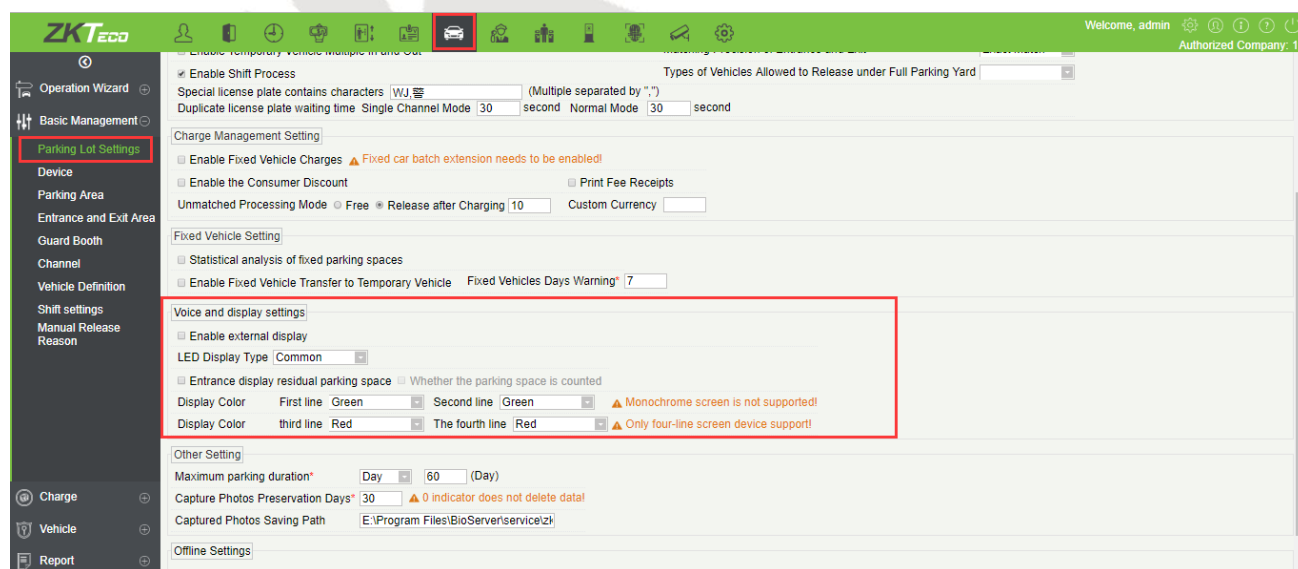 ZKTECO
Welcome, admin
Authorized Company: 1
Operation Wizard
Basic Management
Parking Lot Settings
Device
Parking Area
Entrance and Exit Area
Guard Booth
Channel
Vehicle Definition
Shift settings
Manual Release
Reason
Charge
Vehicle
Report
Enable Temporary Vehicle Multiple In and Out Matching Precision of Entrance and Exit Exact Match
Enable Shift Process Types of Vehicles Allowed to Release under Full Parking Yard
Special license plate contains characters WJ,警 (Multiple separated by ",")
Duplicate license plate waiting time Single Channel Mode 30 second Normal Mode 30 second
Charge Management Setting
Enable Fixed Vehicle Charges Fixed car batch extension needs to be enabled!
Enable the Consumer Discount Print Fee Receipts
Unmatched Processing Mode Free Release after Charging 10 Custom Currency
Fixed Vehicle Setting
Statistical analysis of fixed parking spaces
Enable Fixed Vehicle Transfer to Temporary Vehicle Fixed Vehicles Days Warning* 7
Voice and display settings
Enable external display
LED Display Type Common
Entrance display residual parking space Whether the parking space is counted
Display Color First line Green Second line Green Monochrome screen is not supported!
Display Color third line Red The fourth line Red Only four-line screen device support!
Other Setting
Maximum parking duration* Day 60 (Day)
Capture Photos Preservation Days* 30 0 indicator does not delete data!
Captured Photos Saving Path E:\Program Files\BioServer\service\zk
Offline Settings